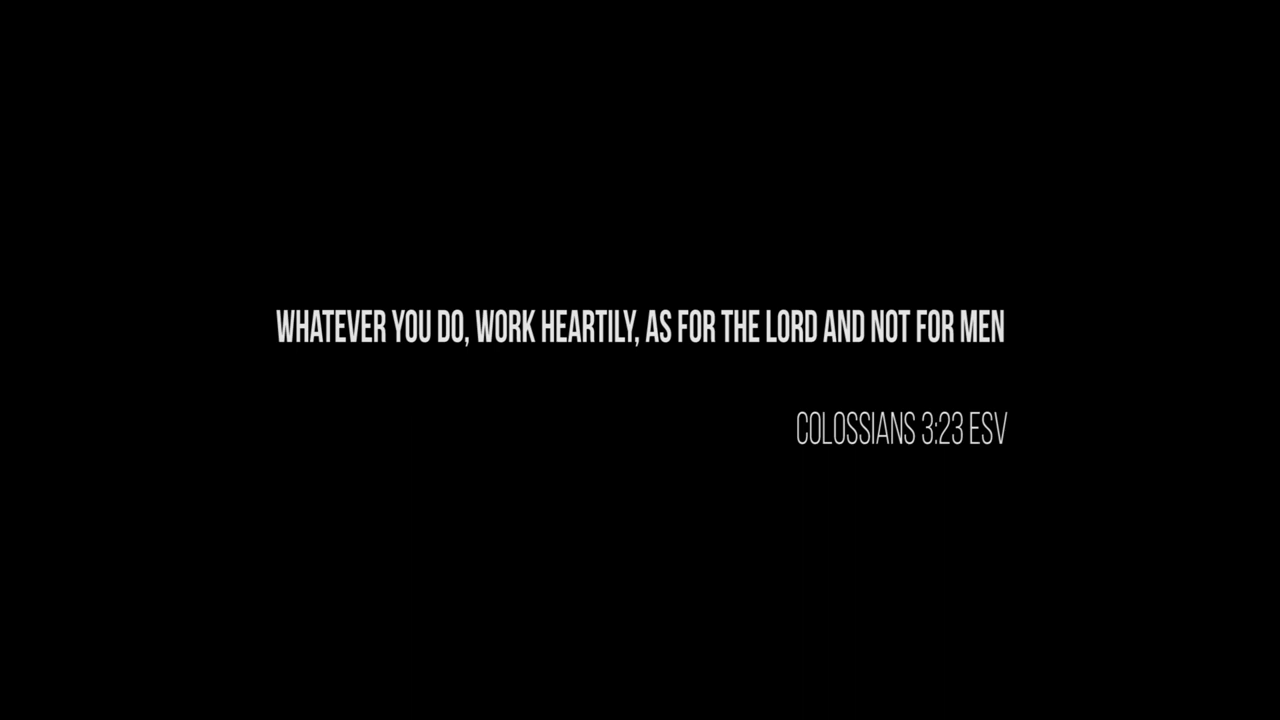 WHATEVER YOU DO, WORK HEARTILY, AS FOR THE LORD AND NOT FOR MEN
COLOSSIANS 3:23 ESV